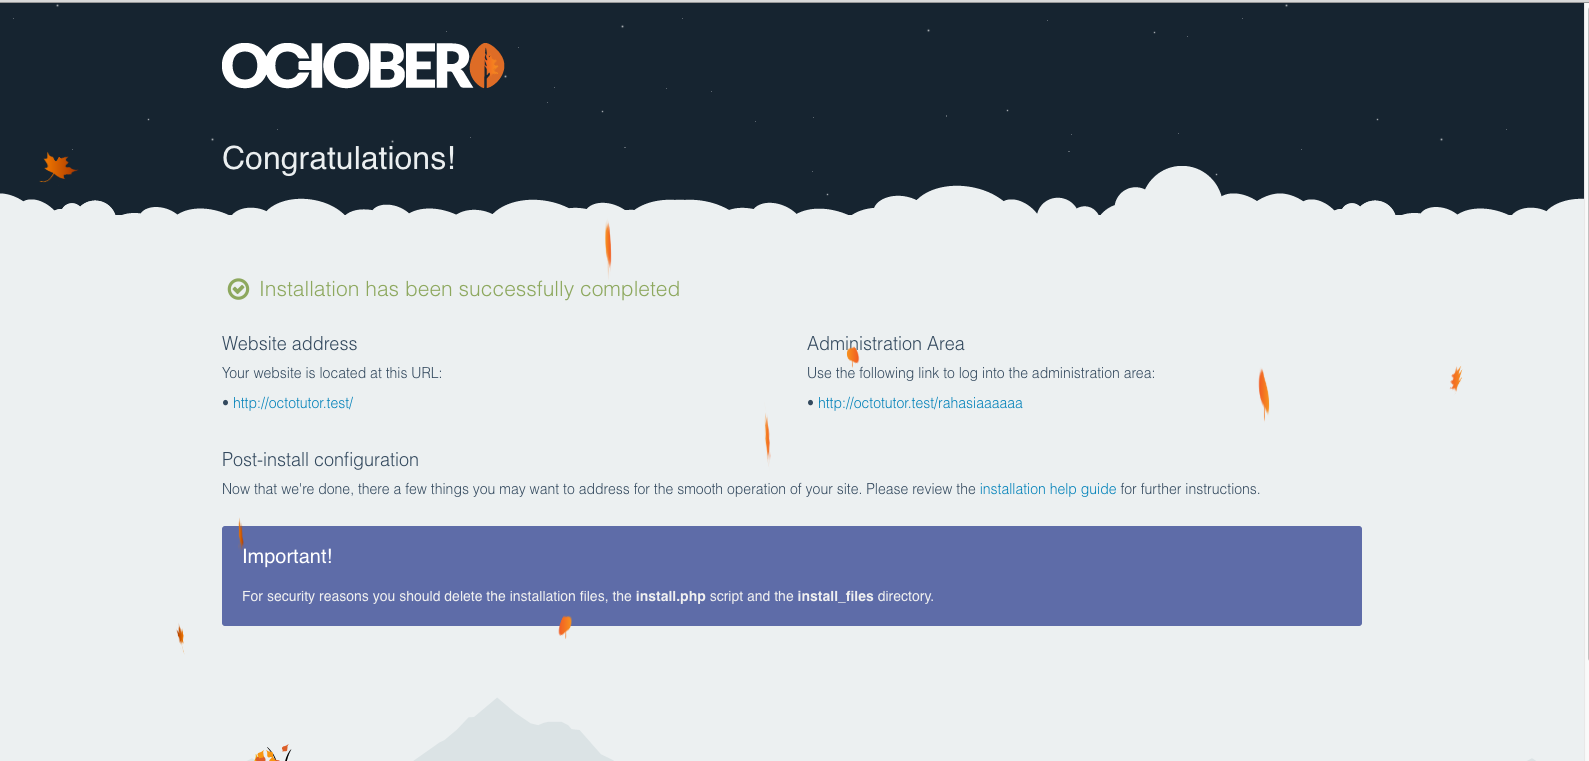 OCTOBER
Congratulations!
Installation has been successfully completed
Website address
Your website is located at this URL:
• http://octotutor.test/
Administration Area
Use the following link to log into the administration area:
• http://octotutor.test/rahasiaaaaaa
Post-install configuration
Now that we're done, there a few things you may want to address for the smooth operation of your site. Please review the installation help guide for further instructions.
Important!
For security reasons you should delete the installation files, the install.php script and the install_files directory.